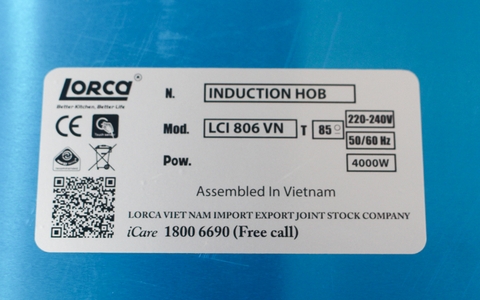 LORCA®
Better Kitchen, Better Life
N. INDUCTION HOB
Mod. LCI 806 VN T 85 220-240V
50/60 Hz
Pow. 4000W
Assembled In Vietnam
LORCA VIET NAM IMPORT EXPORT JOINT STOCK COMPANY
iCare 1800 6690 (Free call)
CE